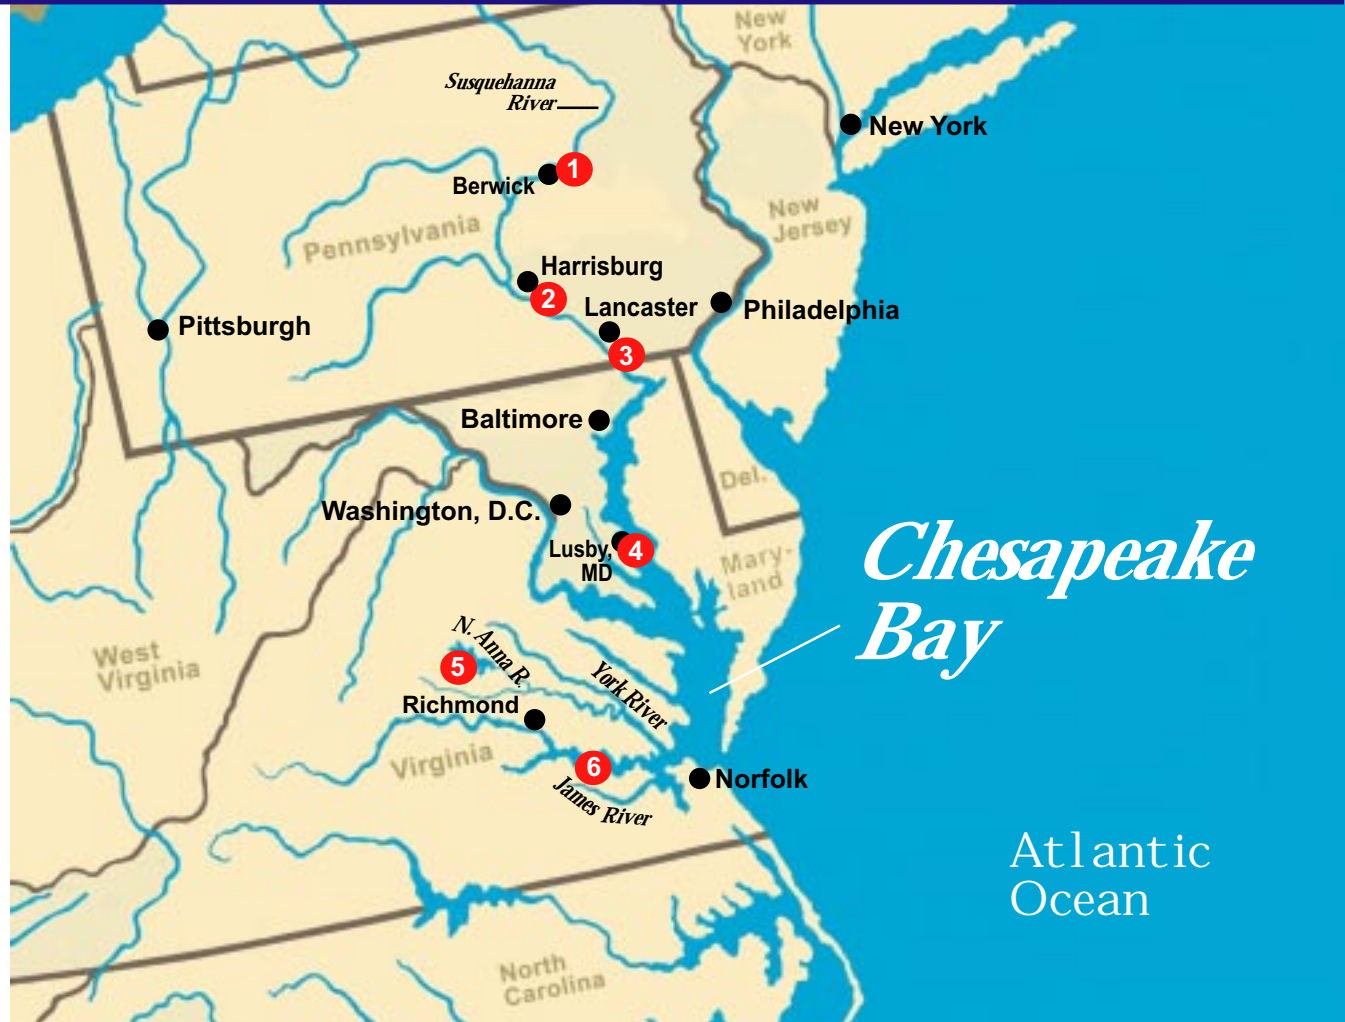 New
York
Susquehanna
River
New York
1
Berwick
New
Jersey
Pennsylvania
Harrisburg
2
Lancaster
Philadelphia
Pittsburgh
3
Baltimore
Del.
Washington, D.C.
Chesapeake
Bay
Lusby,
MD
4
Mary-
land
N. Anna R.
West
Virginia
5
York River
Richmond
Virginia
6
Norfolk
James River
Atlantic
Ocean
North
Carolina